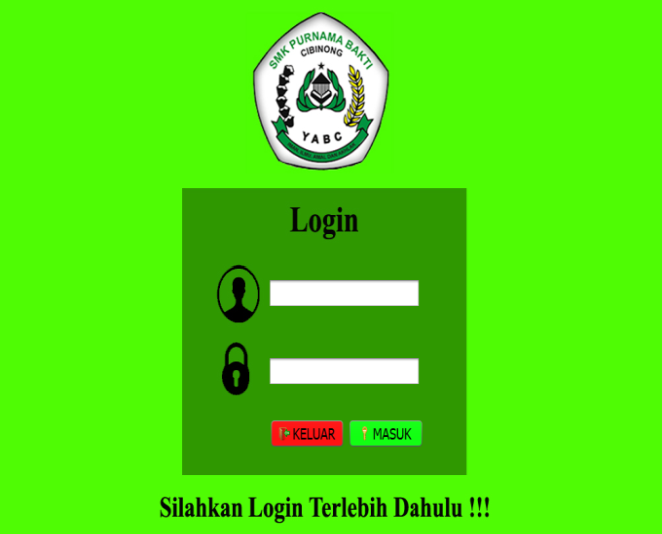 SMK PURNAMA BAKTI
CIBINONG
YABC
Login
KELUAR MASUK
Silahkan Login Terlebih Dahulu !!!